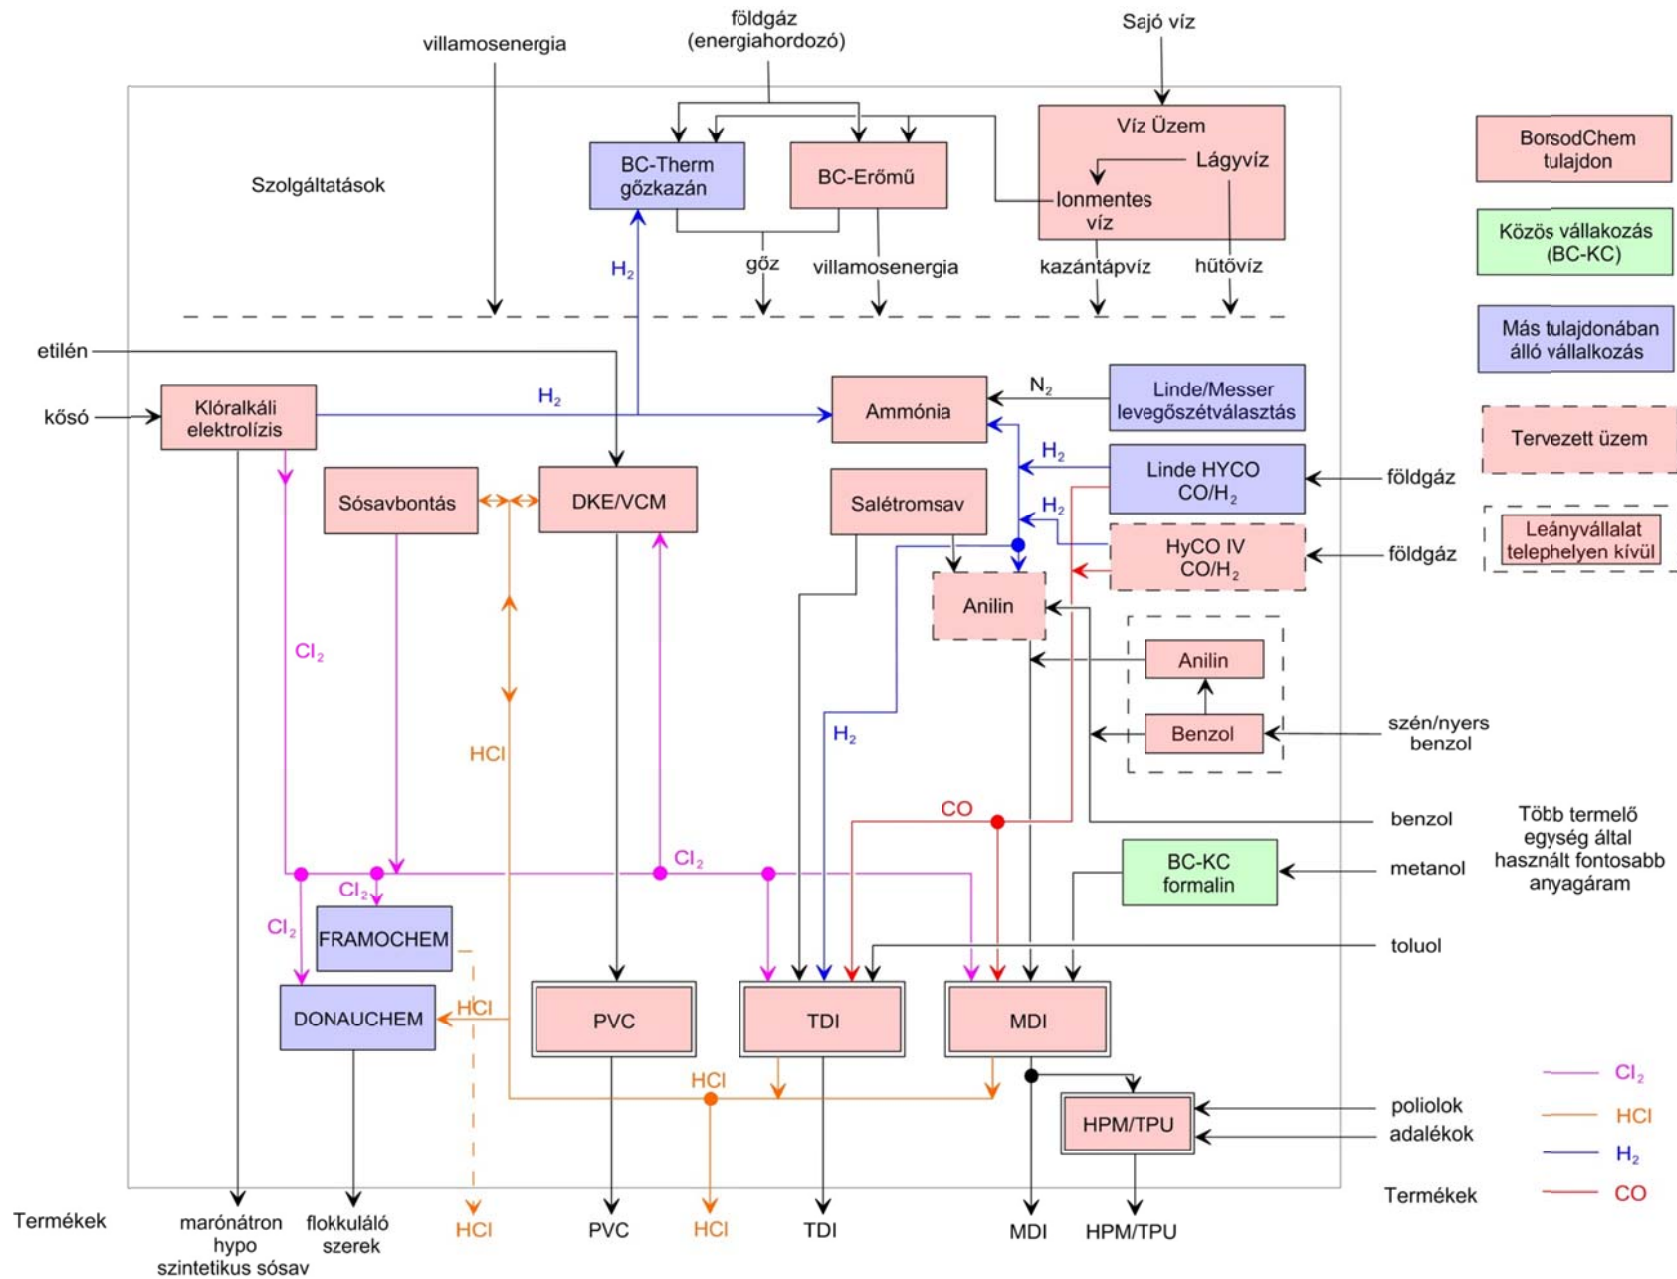 földgáz
(energiahordozó)
Sajó víz
villamosenergia
Víz Üzem
Lágyvíz
Ionmentes
víz
BC-Therm
gőzkazán
BC-Erőmű
Szolgáltatások
BorsodChem
tulajdon
Közös vállakozás
(BC-KC)
Más tulajdonában
álló vállalkozás
Tervezett üzem
Leányvállalat
telephelyen kívül
H2
gőz
villamosenergia
kazántápvíz
hűtővíz
etilén
kősó
Klóralkáli
elektrolízis
H2
Ammónia
N2
Linde/Messer
levegőszétválasztás
H2
Linde HYCO
CO/H2
földgáz
Sósavbontás
DKE/VCM
Salétromsav
H2
HyCO IV
CO/H2
földgáz
Anilin
Cl2
Anilin
Benzol
szén/nyers
benzol
HCl
H2
CO
benzol
Több termelő
egység által
használt fontosabb
anyagáram
Cl2
Cl2
Cl2
BC-KC
formalin
metanol
FRAMOCHEM
toluol
DONAUCHEM
HCl
HCl
PVC
TDI
MDI
HCl
HPM/TPU
poliolok
adalékok
Cl2
HCl
H2
CO
Termékek
Termékek
marónátron
hypo
szintetikus sósav
flokkuláló
szerek
HCl
PVC
HCl
TDI
MDI
HPM/TPU